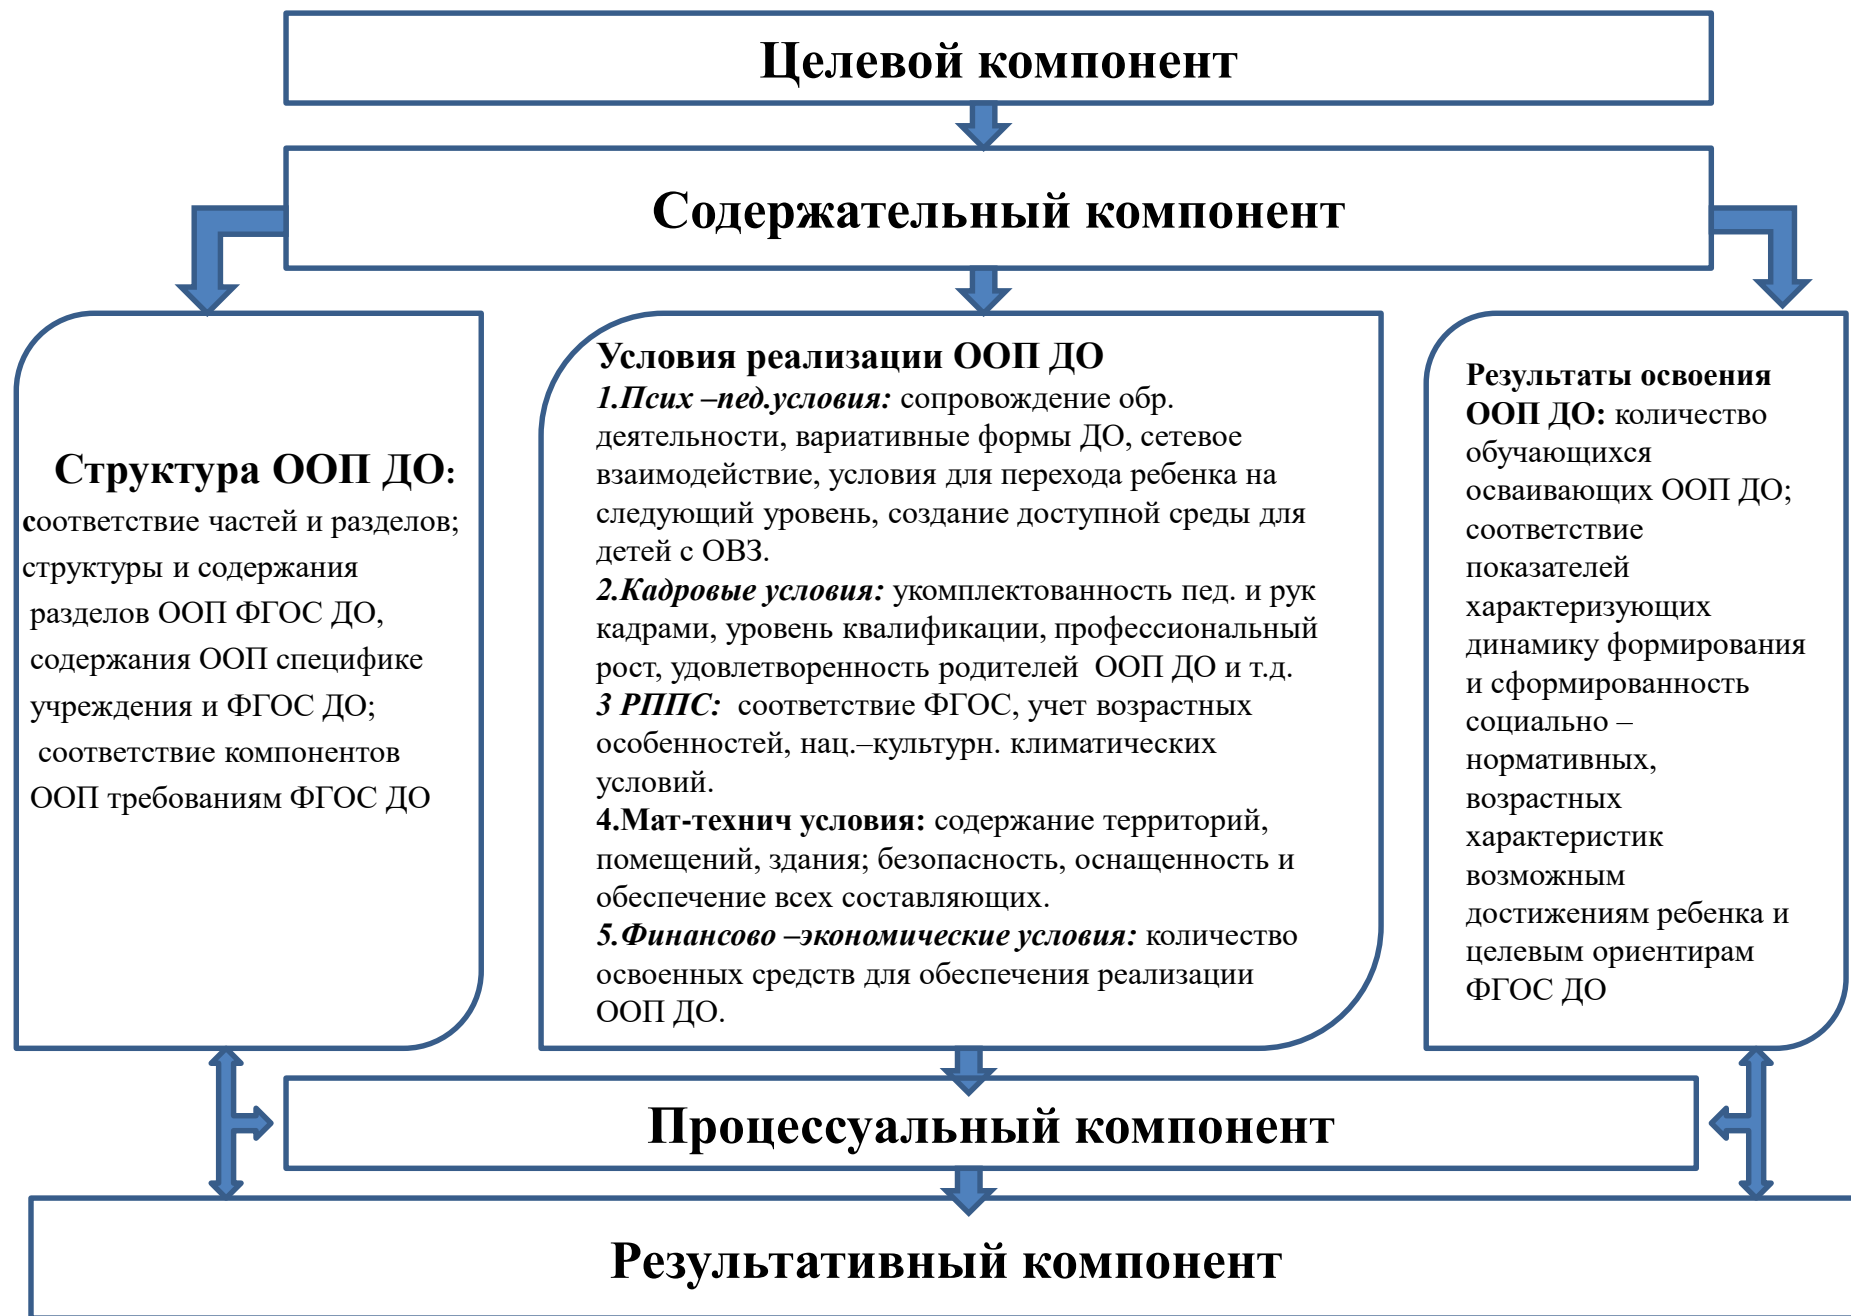 Целевой компонент
Содержательный компонент
Структура ООП ДО:
соответствие частей и разделов;
структуры и содержания
разделов ООП ФГОС ДО,
содержания ООП специфике
учреждения и ФГОС ДО;
соответствие компонентов
ООП требованиям ФГОС ДО
Условия реализации ООП ДО
1.Псих –пед.условия: сопровождение обр.
деятельности, вариативные формы ДО, сетевое
взаимодействие, условия для перехода ребенка на
следующий уровень, создание доступной среды для
детей с ОВЗ.
2.Кадровые условия: укомплектованность пед. и рук
кадрами, уровень квалификации, профессиональный
рост, удовлетворенность родителей ООП ДО и т.д.
3 РППС: соответствие ФГОС, учет возрастных
особенностей, нац.–культурн. климатических
условий.
4.Мат-технич условия: содержание территорий,
помещений, здания; безопасность, оснащенность и
обеспечение всех составляющих.
5.Финансово –экономические условия: количество
освоенных средств для обеспечения реализации
ООП ДО.
Результаты освоения
ООП ДО: количество
обучающихся
осваивающих ООП ДО;
соответствие
показателей
характеризующих
динамику формирования
и сформированность
социально –
нормативных,
возрастных
характеристик
возможным
достижениям ребенка и
целевым ориентирам
ФГОС ДО
Процессуальный компонент
Результативный компонент